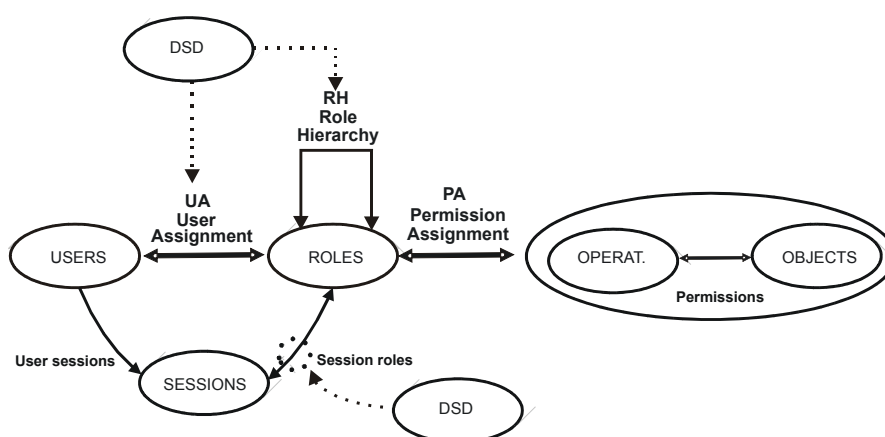 DSD
RH
Role
Hierarchy
UA
User
Assignment
PA
Permission
Assignment
USERS
ROLES
OPERAT.
OBJECTS
Permissions
User sessions
Session roles
SESSIONS
DSD